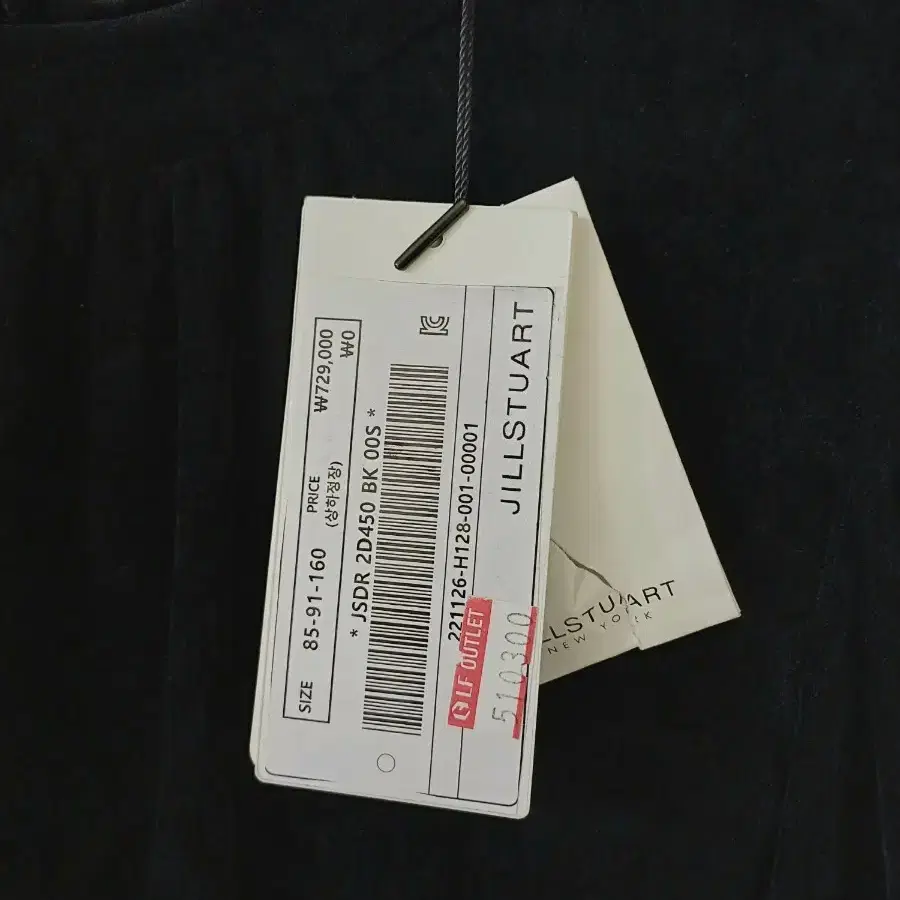 SIZE 85-91-160 PRICE ₩729,000
(상하정장) ₩0
* JSDR 2D450 BK 00S *
221126-H128-001-00001
JILLSTUART
LF OUTLET
510300
JILLSTUART
NEW YORK